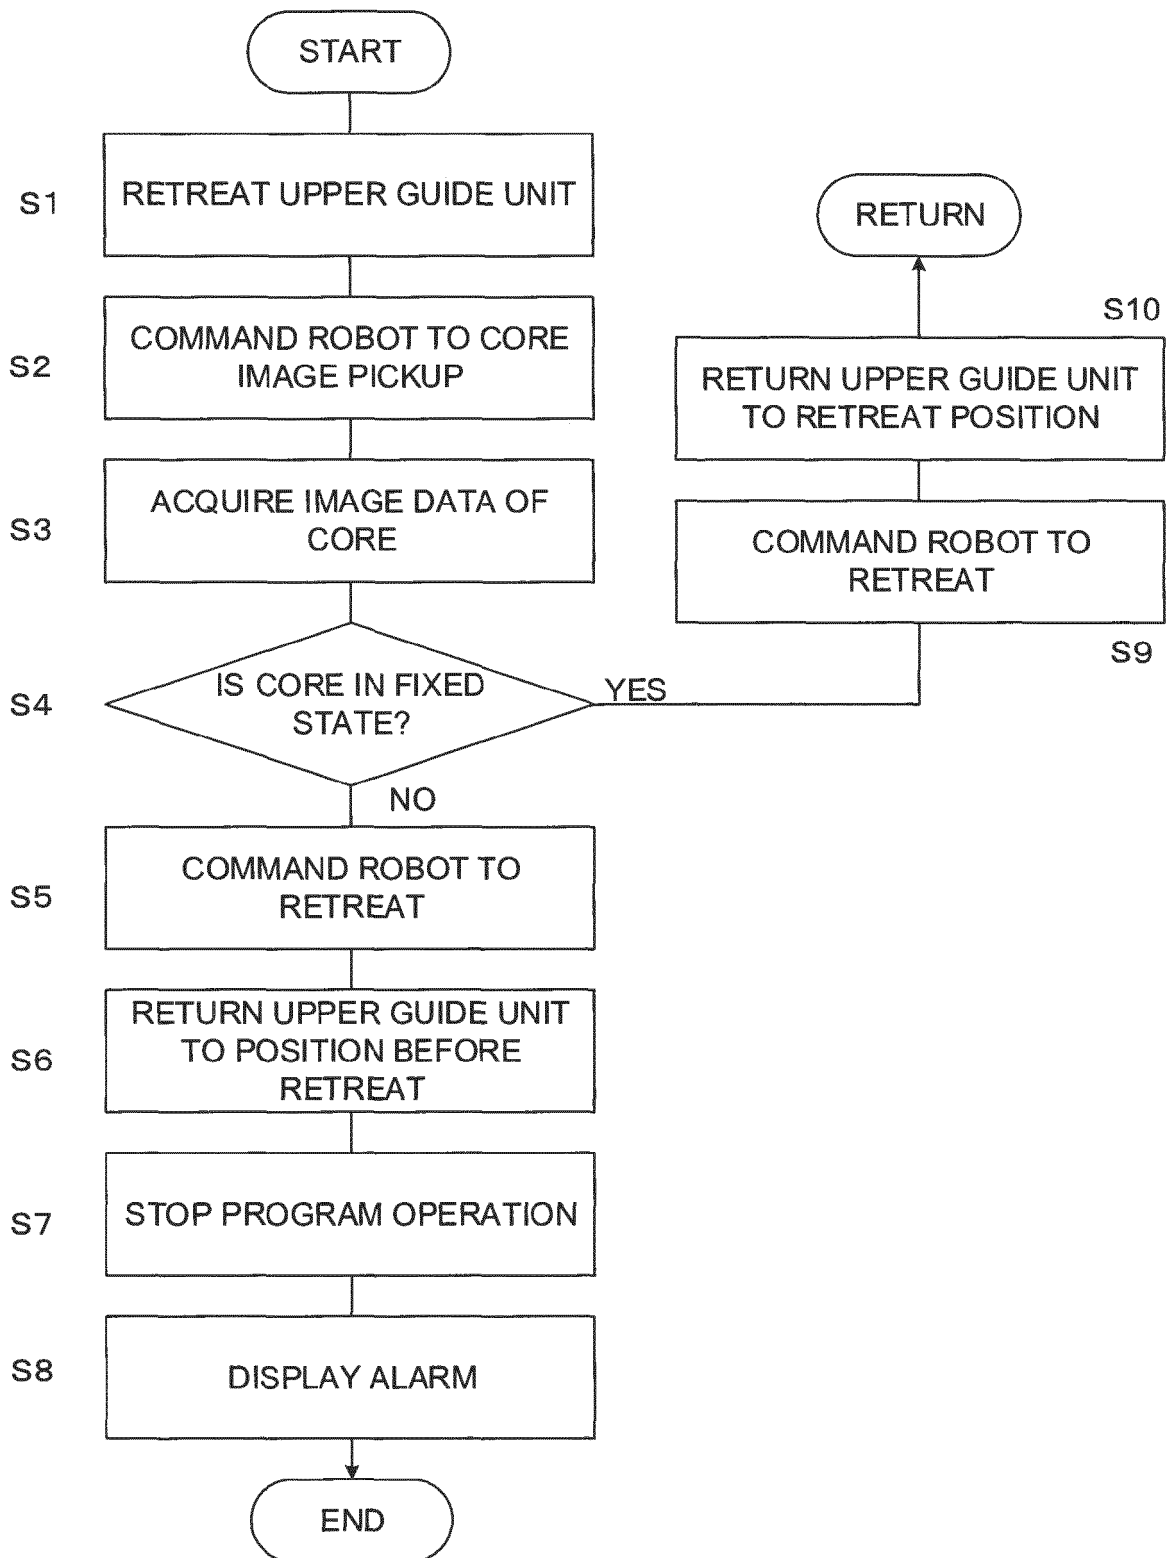 START
S1
RETREAT UPPER GUIDE UNIT
S2
COMMAND ROBOT TO CORE
IMAGE PICKUP
S3
ACQUIRE IMAGE DATA OF
CORE
S4
IS CORE IN FIXED
STATE?
YES
NO
S5
COMMAND ROBOT TO
RETREAT
S6
RETURN UPPER GUIDE UNIT
TO POSITION BEFORE
RETREAT
S7
STOP PROGRAM OPERATION
S8
DISPLAY ALARM
END
RETURN
S10
RETURN UPPER GUIDE UNIT
TO RETREAT POSITION
COMMAND ROBOT TO
RETREAT
S9